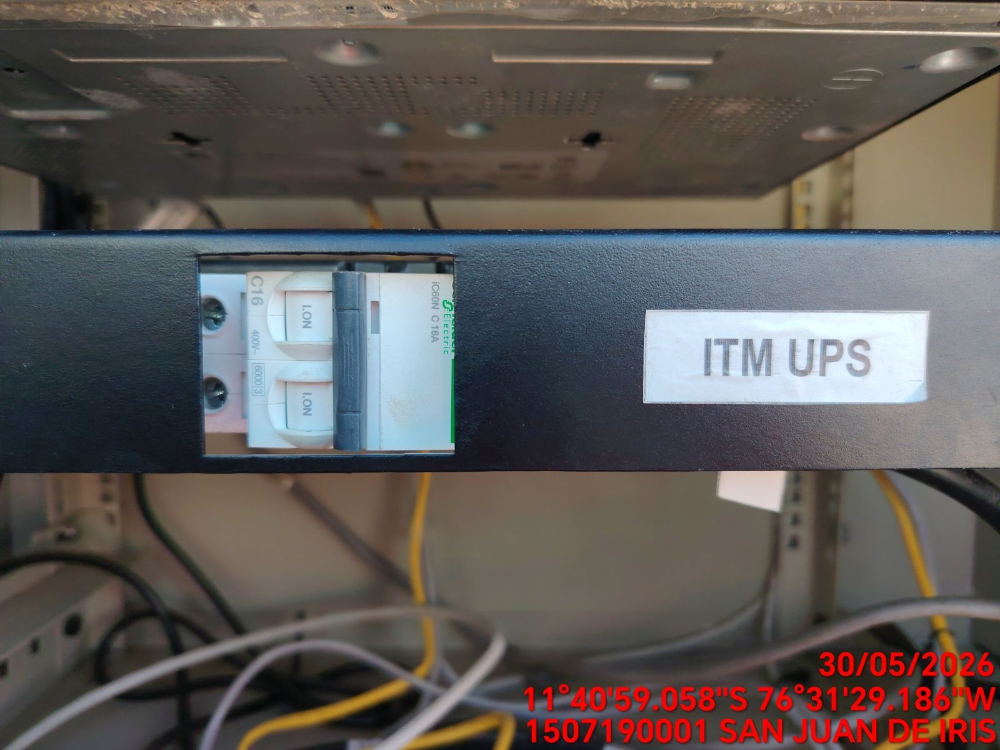 C16
400V~
6000 3
I.ON
I.ON
iC60N C 16A
Electric
ITM UPS
30/05/2026
11°40'59.058"S 76°31'29.186"W
1507190001 SAN JUAN DE IRIS